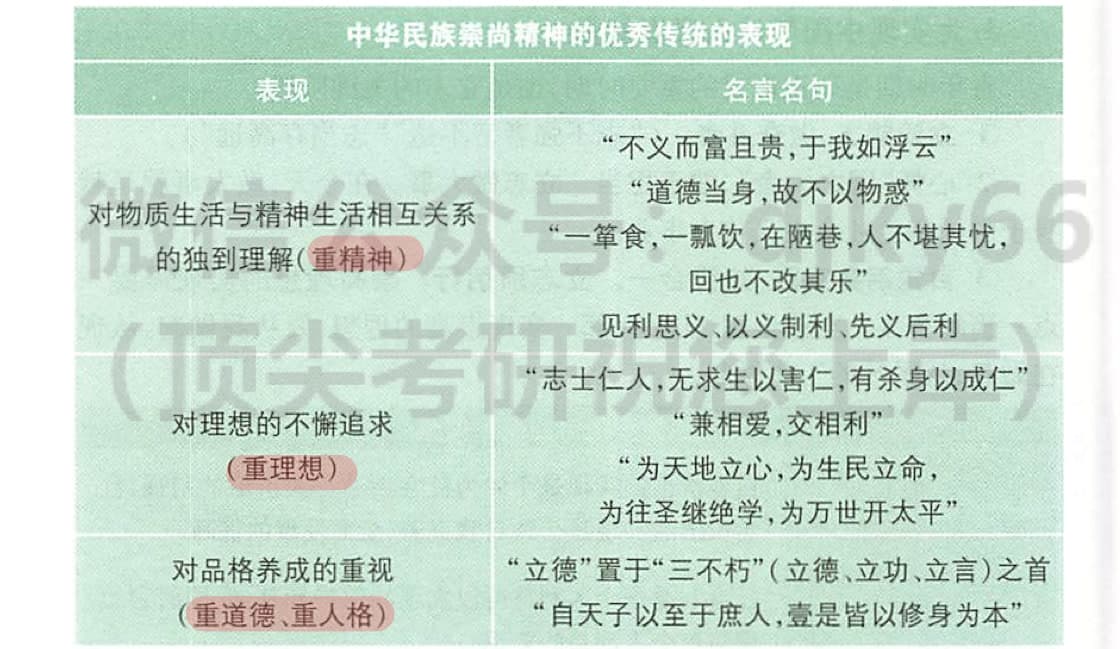 中华民族崇尚精神的优秀传统的表现
表现
名言名句
对物质生活与精神生活相互关系
的独到理解(重精神)
“不义而富且贵,于我如浮云”
“道德当身,故不以物惑”
“一箪食,一瓢饮,在陋巷,人不堪其忧,
回也不改其乐”
见利思义、以义制利、先义后利
对理想的不懈追求
(重理想)
“志士仁人,无求生以害仁,有杀身以成仁”
“兼相爱,交相利”
“为天地立心,为生民立命,
为往圣继绝学,为万世开太平”
对品格养成的重视
(重道德、重人格)
“立德”置于“三不朽”(立德、立功、立言)之首
“自天子以至于庶人,壹是皆以修身为本”
微信公众号：djky66
（顶尖考研祝您上岸）